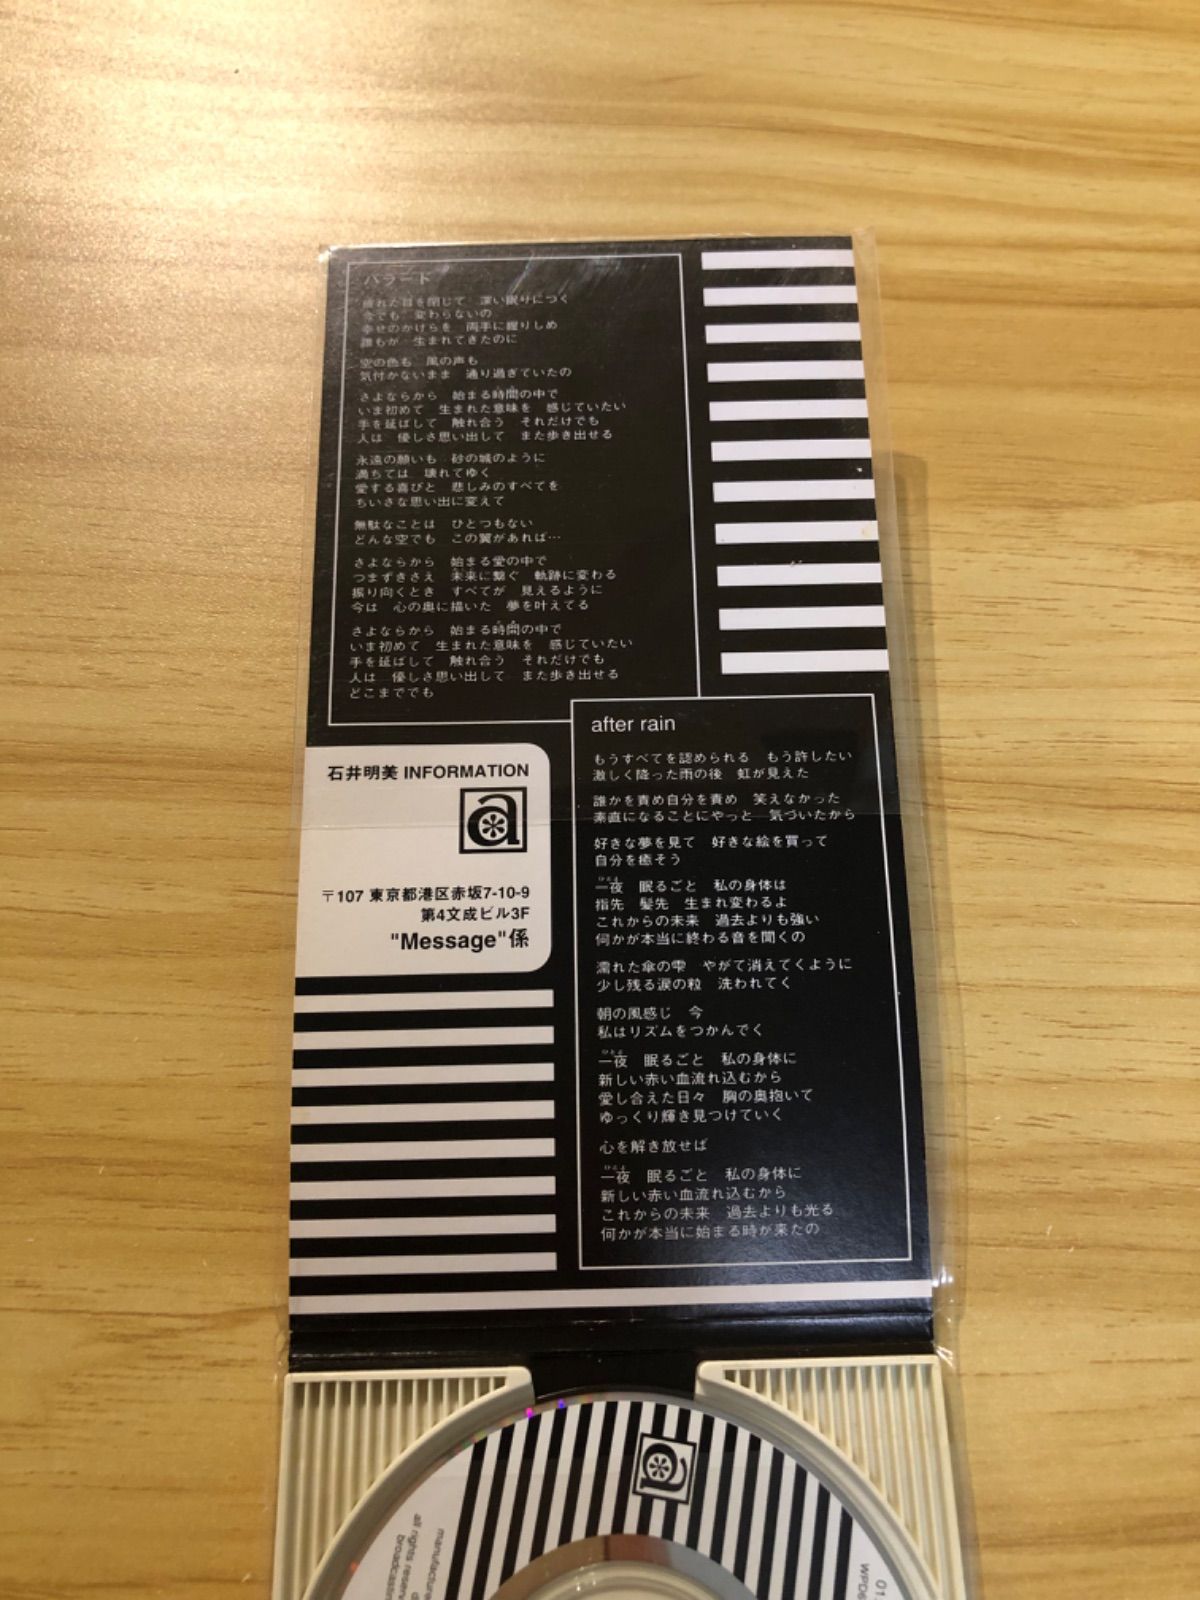 バラード
疲れた目を閉じて 深い眠りにつく
今でも 変わらないの
幸せのかけらを 両手に握りしめ
誰もが 生まれてきたのに
空の色も 風の声も
気付かないまま 通り過ぎていたの
さよならから 始まる時間の中で
いま初めて 生まれた意味を 感じていたい
手を延ばして 触れ合う それだけでも
人は 優しさ思い出して また歩き出せる
永遠の願いも 砂の城のように
満ちては 壊れてゆく
愛する喜びと 悲しみのすべてを
ちいさな思い出に変えて
無駄なことは ひとつもない
どんな空でも この翼があれば…
さよならから 始まる愛の中で
つまずきさえ 未来に繋ぐ 軌跡に変わる
振り向くとき すべてが 見えるように
今は 心の奥に描いた 夢を叶えてる
さよならから 始まる時間の中で
いま初めて 生まれた意味を 感じていたい
手を延ばして 触れ合う それだけでも
人は 優しさ思い出して また歩き出せる
どこまででも
after rain
もうすべてを認められる もう許したい
激しく降った雨の後 虹が見えた
誰かを責め自分を責め 笑えなかった
素直になることにやっと 気づいたから
好きな夢を見て 好きな絵を買って
自分を癒そう
ひとよ
一夜 眠るごと 私の身体は
指先 髪先 生まれ変わるよ
これからの未来 過去よりも強い
何かが本当に終わる音を聞くの
濡れた傘の雫 やがて消えてくように
少し残る涙の粒 洗われてく
朝の風感じ 今
私はリズムをつかんでく
ひとよ
一夜 眠るごと 私の身体に
新しい赤い血流れ込むから
愛し合えた日々 胸の奥抱いて
ゆっくり輝き見つけていく
心を解き放せば
ひとよ
一夜 眠るごと 私の身体に
新しい赤い血流れ込むから
これからの未来 過去よりも光る
何かが本当に始まる時が来たの
石井明美 INFORMATION
a
〒107 東京都港区赤坂7-10-9
第4文成ビル3F
"Message"係
a
all rights reserv